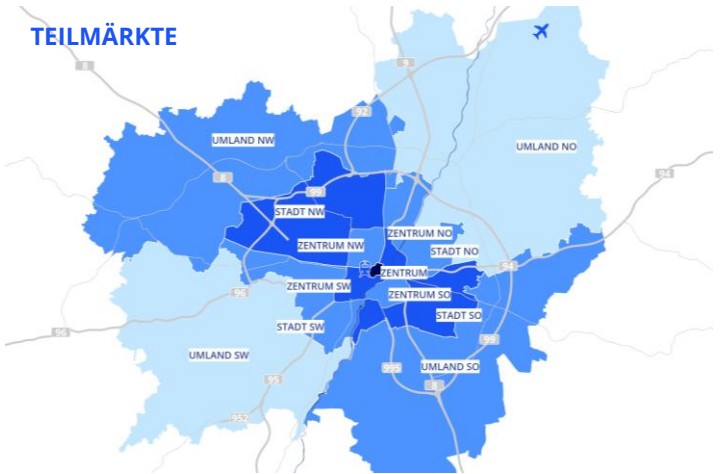 TEILMÄRKTE
8
9
92
UMLAND NW
UMLAND NO
94
8
99
STADT NW
ZENTRUM NO
ZENTRUM NW
STADT NO
94
ZENTRUM
ZENTRUM SW
96
ZENTRUM SO
STADT SO
STADT SW
96
99
UMLAND SW
995
UMLAND SO
95
8
952